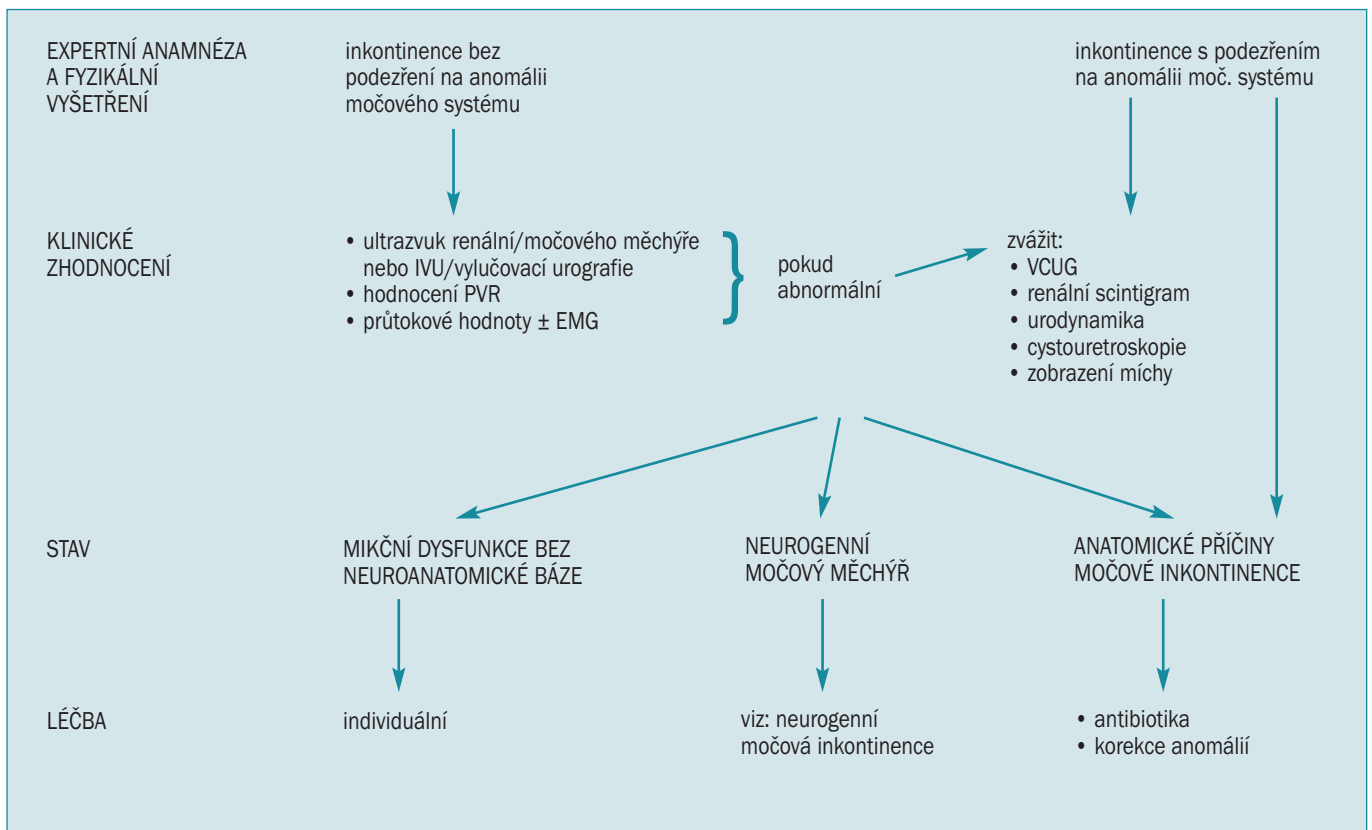 EXPERTNÍ ANAMNÉZA
A FYZIKÁLNÍ
VYŠETŘENÍ
inkontinence bez
podezření na anomálii
močového systému
inkontinence s podezřením
na anomálii moč. systému
KLINICKÉ
ZHODNOCENÍ
• ultrazvuk renální/močového měchýře
nebo IVU/vylučovací urografie
• hodnocení PVR
• průtokové hodnoty ± EMG
}
pokud
abnormální
zvážit:
• VCUG
• renální scintigram
• urodynamika
• cystouretroskopie
• zobrazení míchy
STAV
MIKČNÍ DYSFUNKCE BEZ
NEUROANATOMICKÉ BÁZE
NEUROGENNÍ
MOČOVÝ MĚCHÝŘ
ANATOMICKÉ PŘÍČINY
MOČOVÉ INKONTINENCE
LÉČBA
individuální
viz: neurogenní
močová inkontinence
• antibiotika
• korekce anomálií